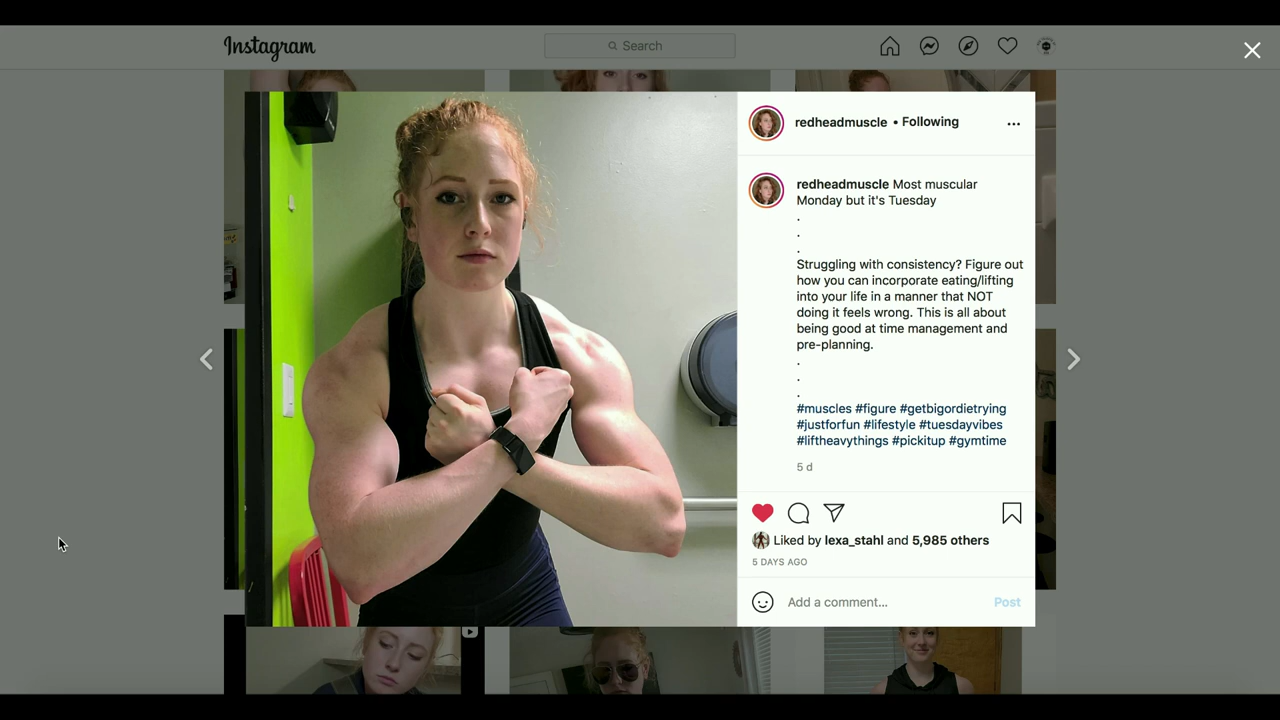 Instagram
Search
redheadmuscle • Following
redheadmuscle Most muscular
Monday but it's Tuesday
.
.
.
Struggling with consistency? Figure out
how you can incorporate eating/lifting
into your life in a manner that NOT
doing it feels wrong. This is all about
being good at time management and
pre-planning.
.
.
.
#muscles #figure #getbigordietrying
#justforfun #lifestyle #tuesdayvibes
#liftheavythings #pickitup #gymtime
5 d
Liked by lexa_stahl and 5,985 others
5 DAYS AGO
Add a comment... Post